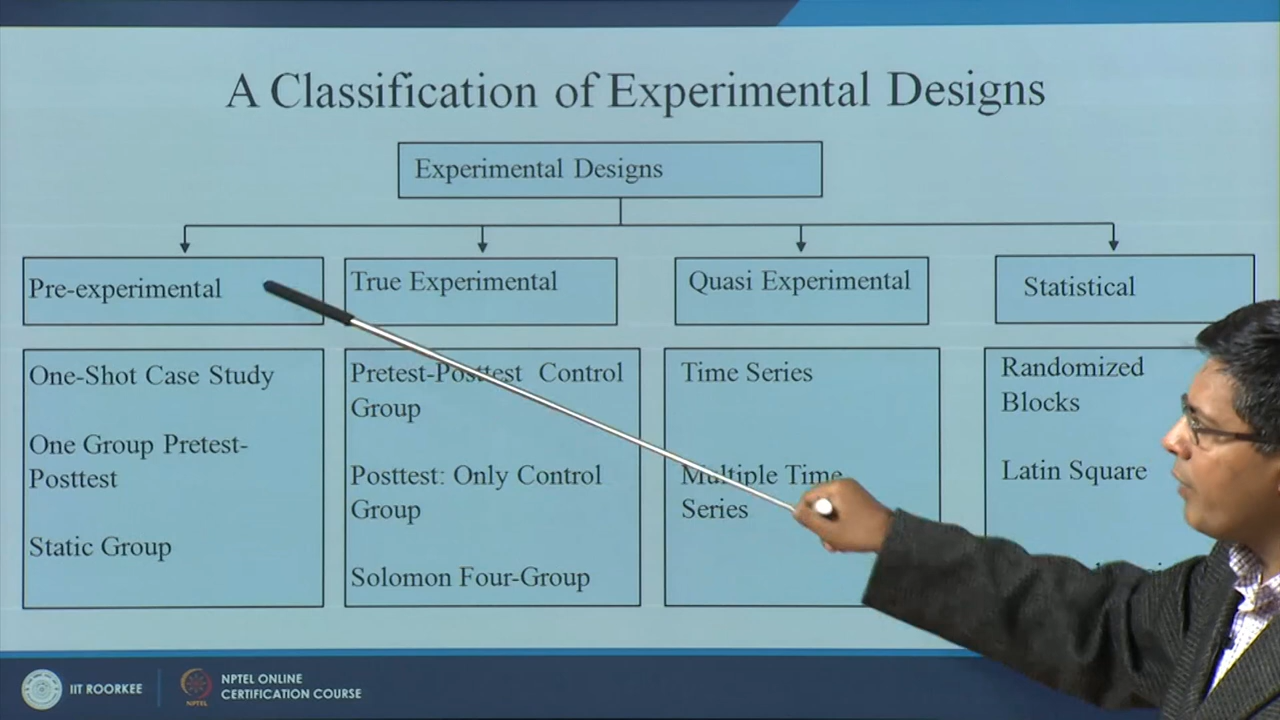 A Classification of Experimental Designs
Experimental Designs
Pre-experimental
True Experimental
Quasi Experimental
Statistical
One-Shot Case Study
One Group Pretest-
Posttest
Static Group
Pretest-Posttest Control
Group
Posttest: Only Control
Group
Solomon Four-Group
Time Series
Multiple Time
Series
Randomized
Blocks
Latin Square
IIT ROORKEE
NPTEL ONLINE
CERTIFICATION COURSE
NPTEL